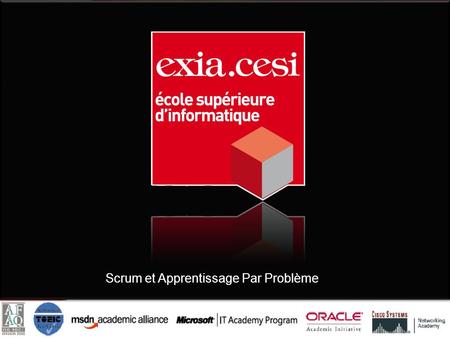 exia.cesi
école supérieure
d'informatique
Scrum et Apprentissage Par Problème
AFAQ
TOEIC
msdn academic alliance
Microsoft | IT Academy Program
ORACLE
Academic Initiative
CISCO SYSTEMS
Networking
Academy